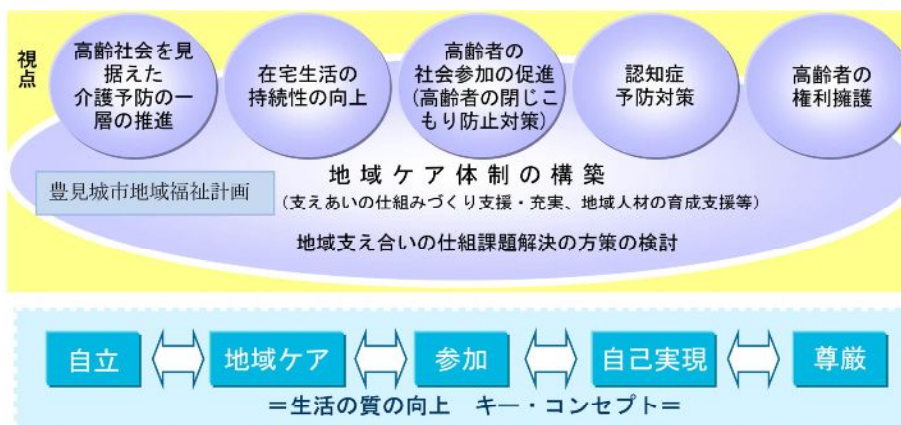 視点
高齢社会を見
据えた
介護予防の一
層の推進
在宅生活の
持続性の向上
高齢者の
社会参加の促進
(高齢者の閉じこ
もり防止対策)
認知症
予防対策
高齢者の
権利擁護
地域ケア体制の構築
豊見城市地域福祉計画
(支えあいの仕組みづくり支援・充実、地域人材の育成支援等)
地域支え合いの仕組課題解決の方策の検討
自立
地域ケア
参加
自己実現
尊厳
＝生活の質の向上　キー・コンセプト＝